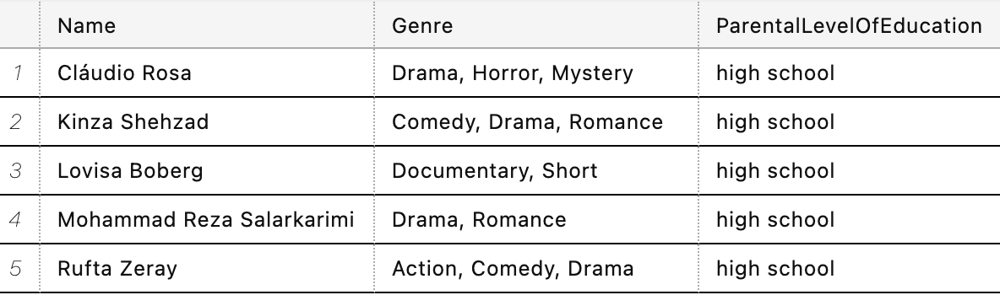 Name Genre ParentalLevelOfEducation
1 Cláudio Rosa Drama, Horror, Mystery high school
2 Kinza Shehzad Comedy, Drama, Romance high school
3 Lovisa Boberg Documentary, Short high school
4 Mohammad Reza Salarkarimi Drama, Romance high school
5 Rufta Zeray Action, Comedy, Drama high school